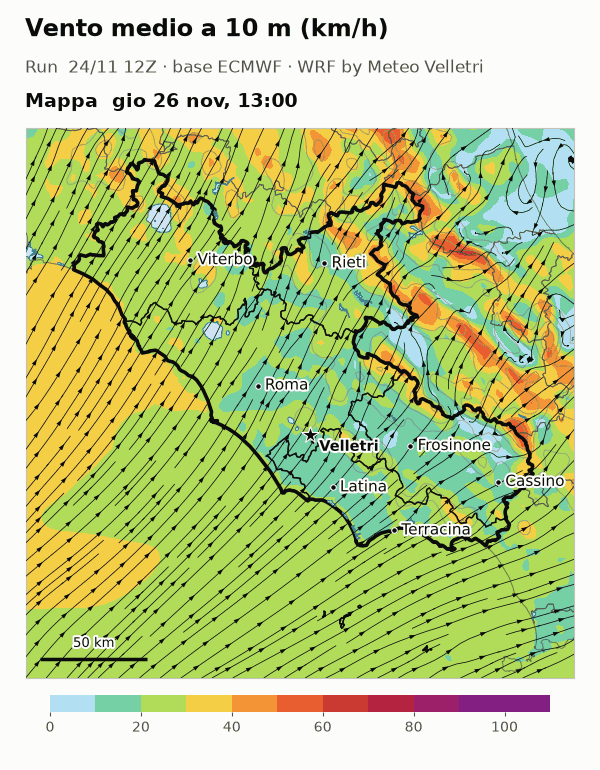 Vento medio a 10 m (km/h)
Run  24/11 12Z · base ECMWF · WRF by Meteo Velletri
Mappa  gio 26 nov, 13:00
Viterbo
Rieti
Roma
Velletri
Frosinone
Latina
Cassino
Terracina
50 km
0 20 40 60 80 100